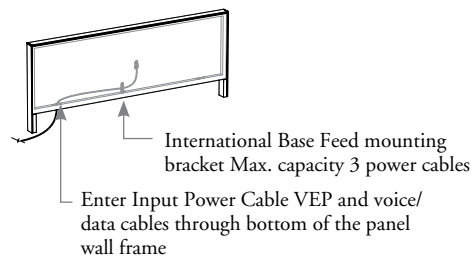 International Base Feed mounting
bracket Max. capacity 3 power cables
Enter Input Power Cable VEP and voice/
data cables through bottom of the panel
wall frame